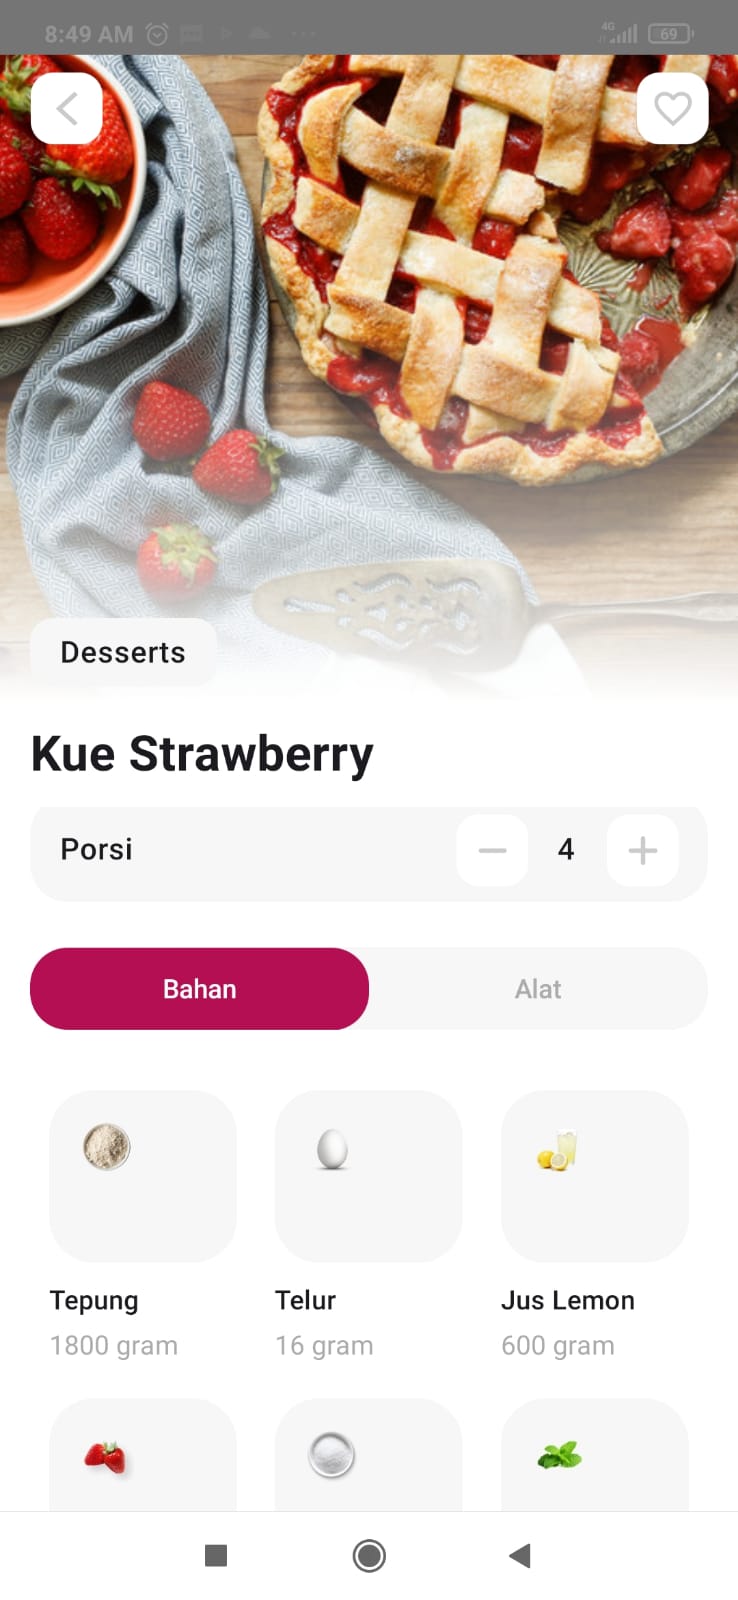 8:49 AM
4G
69
Desserts
Kue Strawberry
Porsi
4
Bahan
Alat
Tepung
Telur
Jus Lemon
1800 gram
16 gram
600 gram